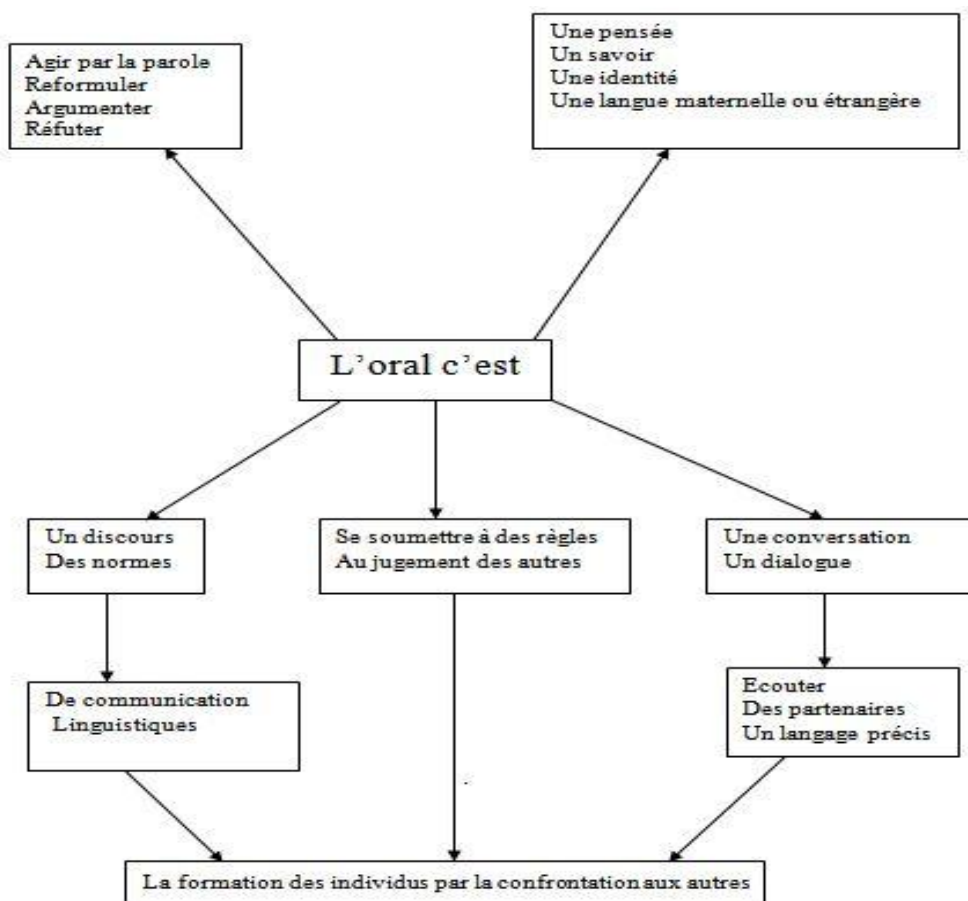 Agir par la parole
Reformuler
Argumenter
Réfuter
Une pensée
Un savoir
Une identité
Une langue maternelle ou étrangère
L'oral c'est
Un discours
Des normes
Se soumettre à des règles
Au jugement des autres
Une conversation
Un dialogue
De communication
Linguistiques
Ecouter
Des partenaires
Un langage précis
La formation des individus par la confrontation aux autres